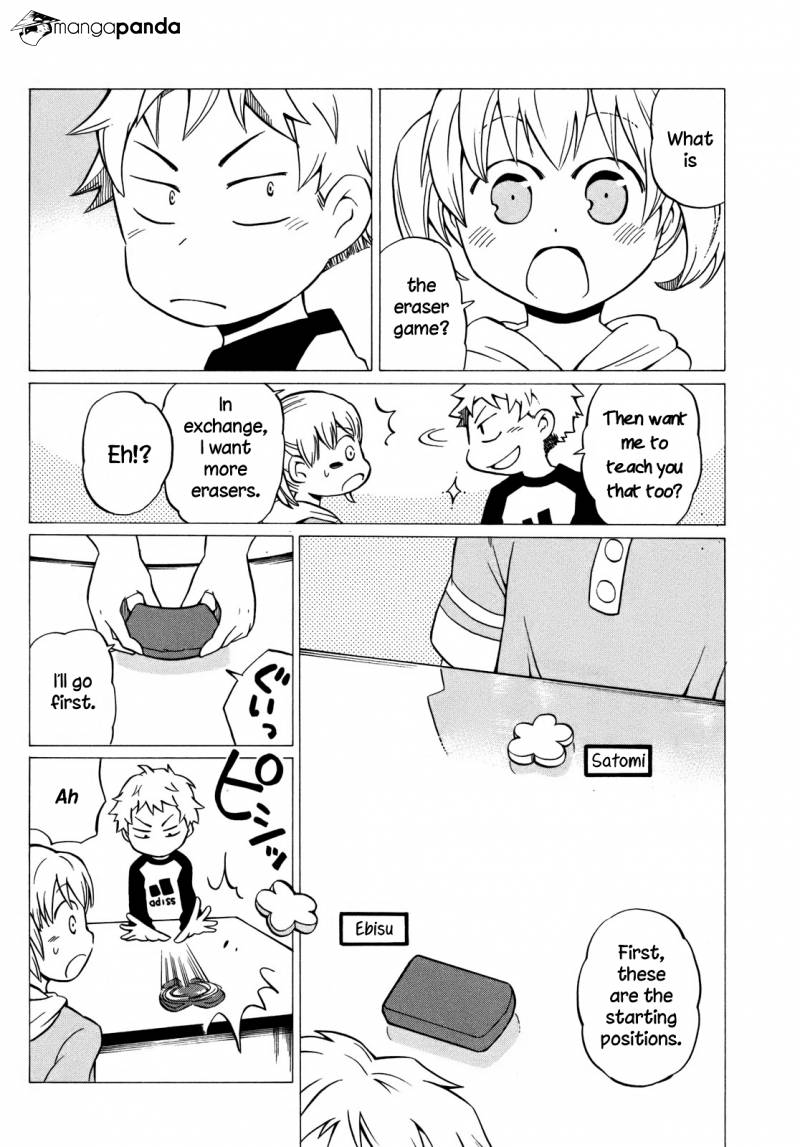 mangapanda
What
is
the
eraser
game?
Then want
me to
teach you
that too?
In
exchange,
I want
more
erasers.
Eh!?
Satomi
Ebisu
First,
these
are the
starting
positions.
I'll go
first.
ぐいっ
ピシッ
Ah
adiss